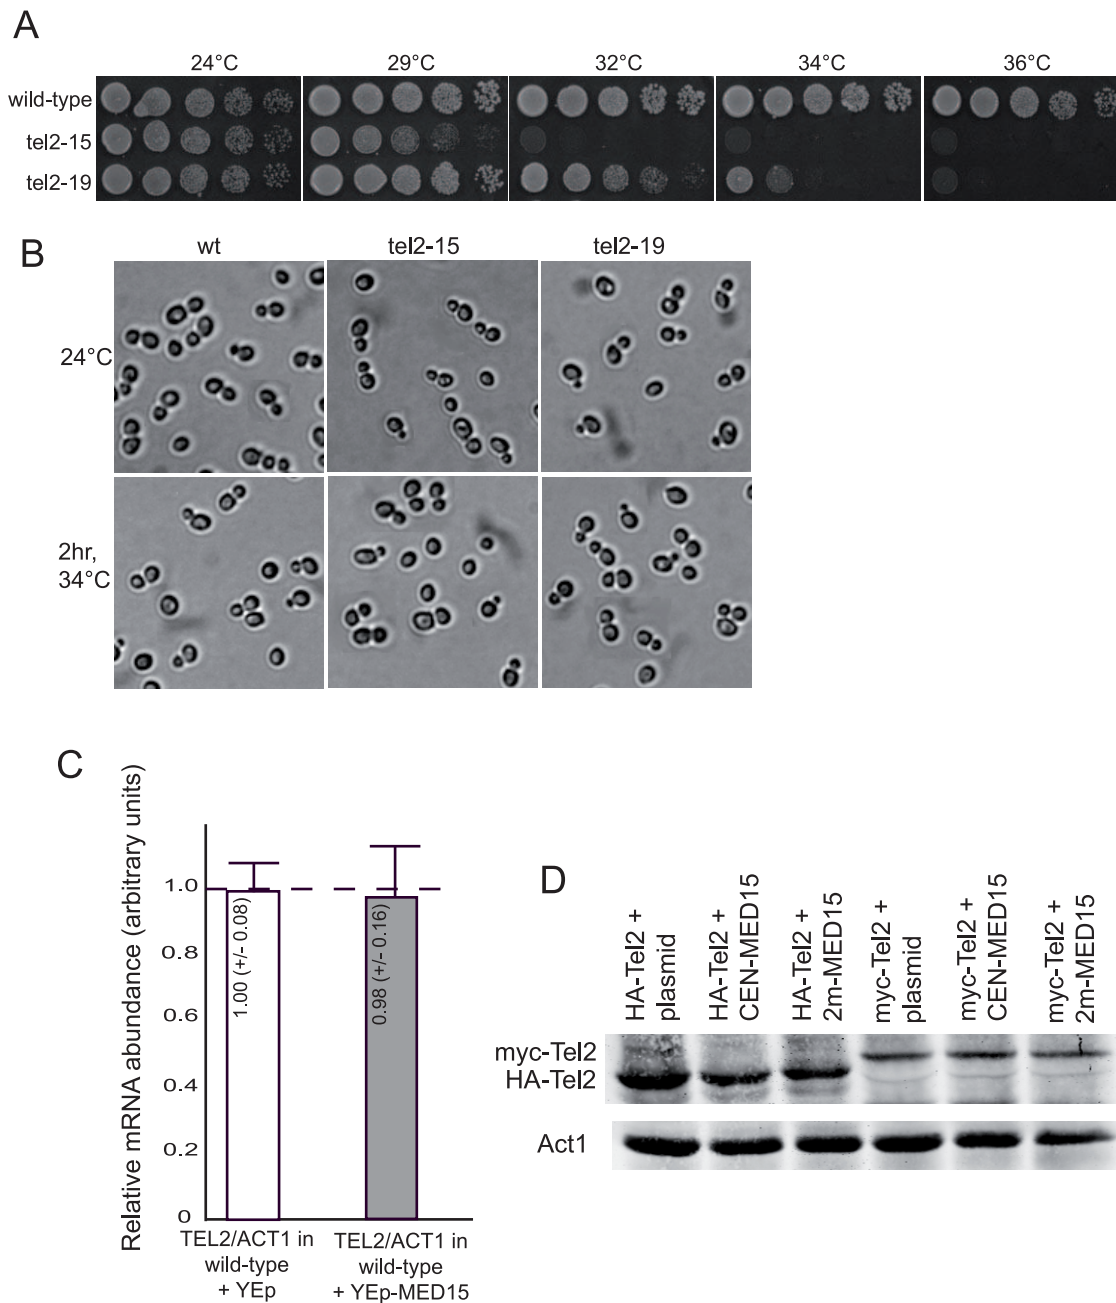 A
24°C 29°C 32°C 34°C 36°C
wild-type
tel2-15
tel2-19
B
wt tel2-15 tel2-19
24°C
2hr,
34°C
C
Relative mRNA abundance (arbitrary units)
1.0
0.8
0.6
0.4
0.2
0
1.00 (+/- 0.08)
0.98 (+/- 0.16)
TEL2/ACT1 in
wild-type
+ YEp
TEL2/ACT1 in
wild-type
+ YEp-MED15
D
HA-Tel2 +
plasmid
HA-Tel2 +
CEN-MED15
HA-Tel2 +
2m-MED15
myc-Tel2 +
plasmid
myc-Tel2 +
CEN-MED15
myc-Tel2 +
2m-MED15
myc-Tel2
HA-Tel2
Act1